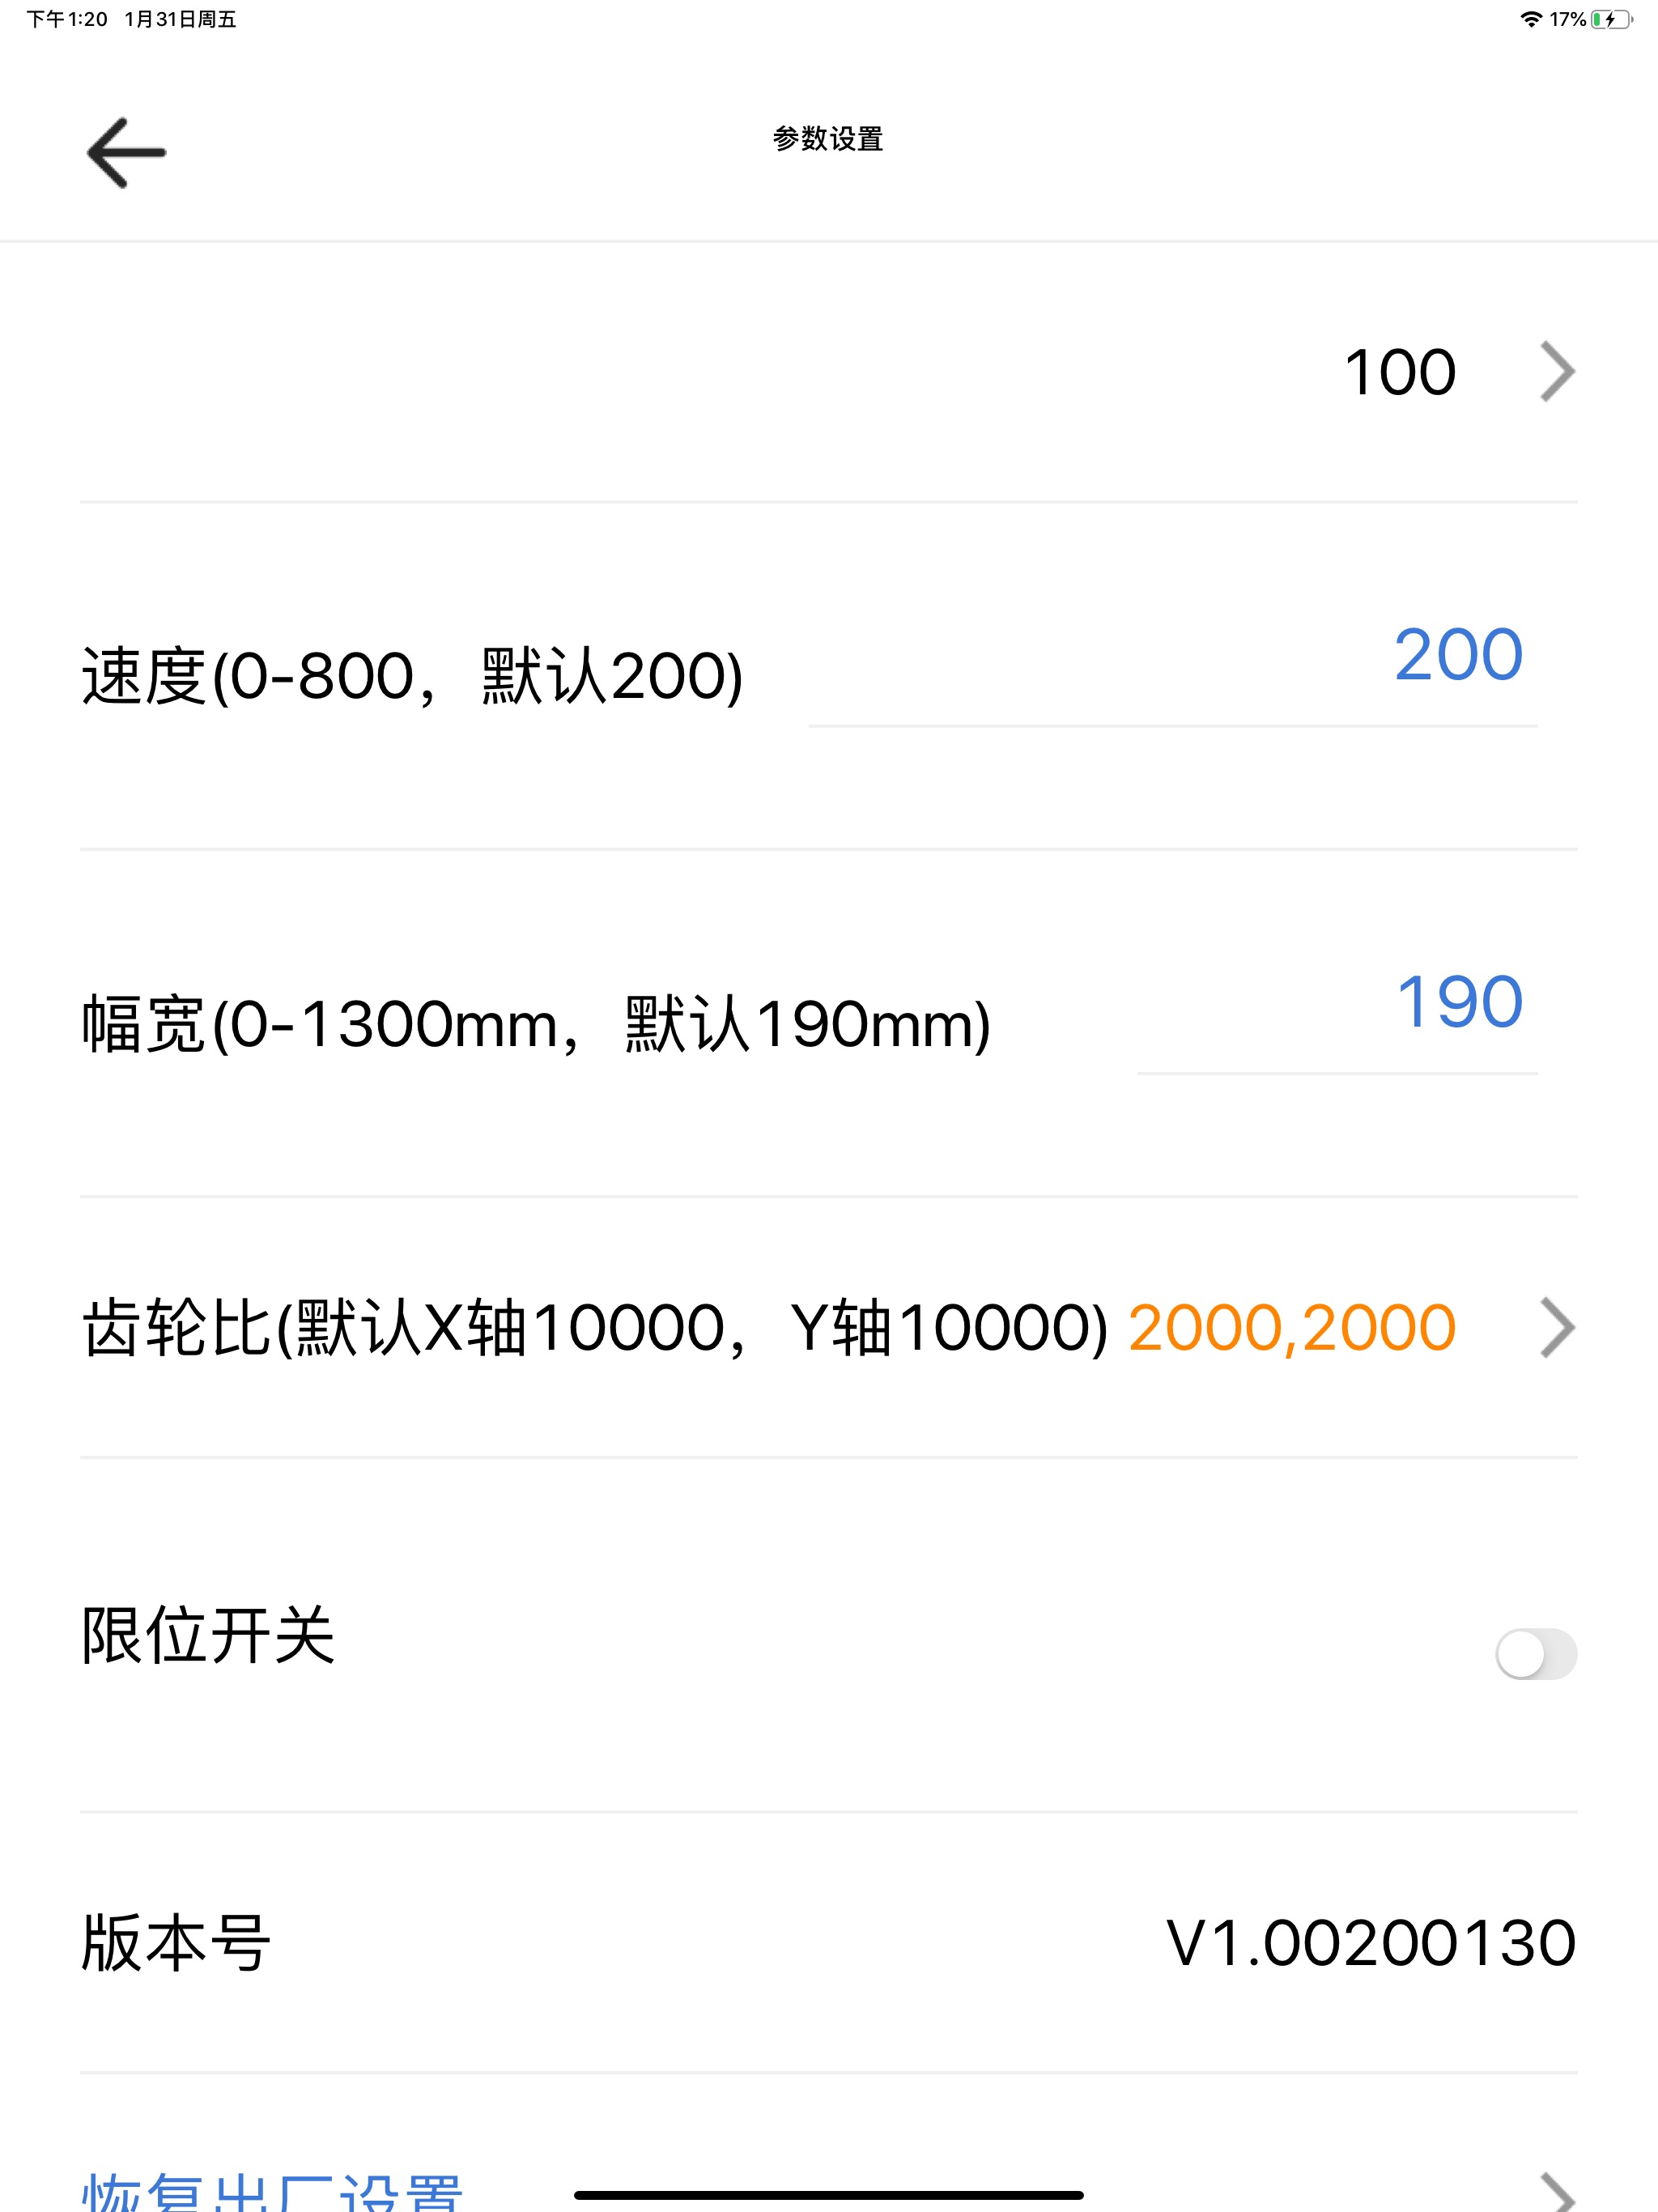 下午1:20 1月31日周五 17%
参数设置
100
速度(0-800，默认200) 200
幅宽(0-1300mm，默认190mm) 190
齿轮比(默认X轴10000，Y轴10000) 2000,2000
限位开关
版本号 V1.00200130
恢复出厂设置